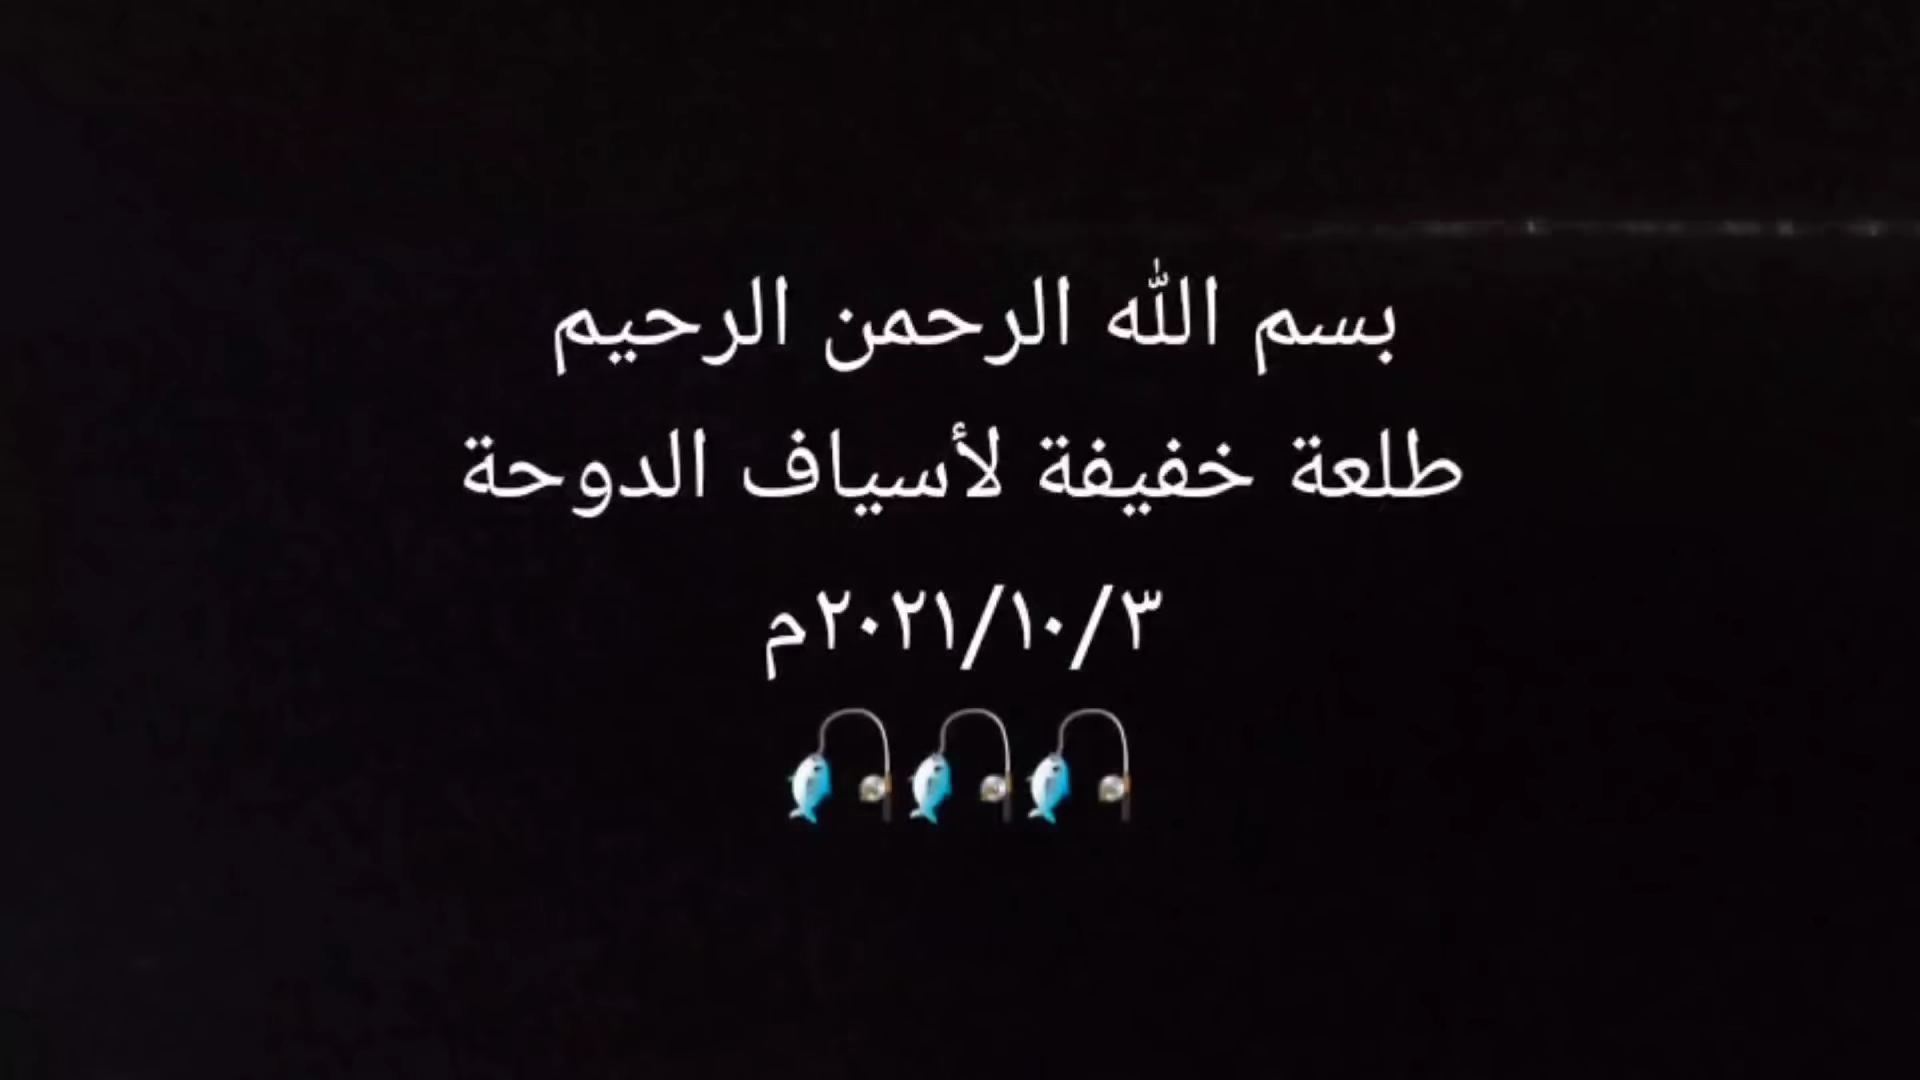 بسم الله الرحمن الرحيم
طلعة خفيفة لأسياف الدوحة
٢٠٢١/١٠/٣م
🎣🎣🎣